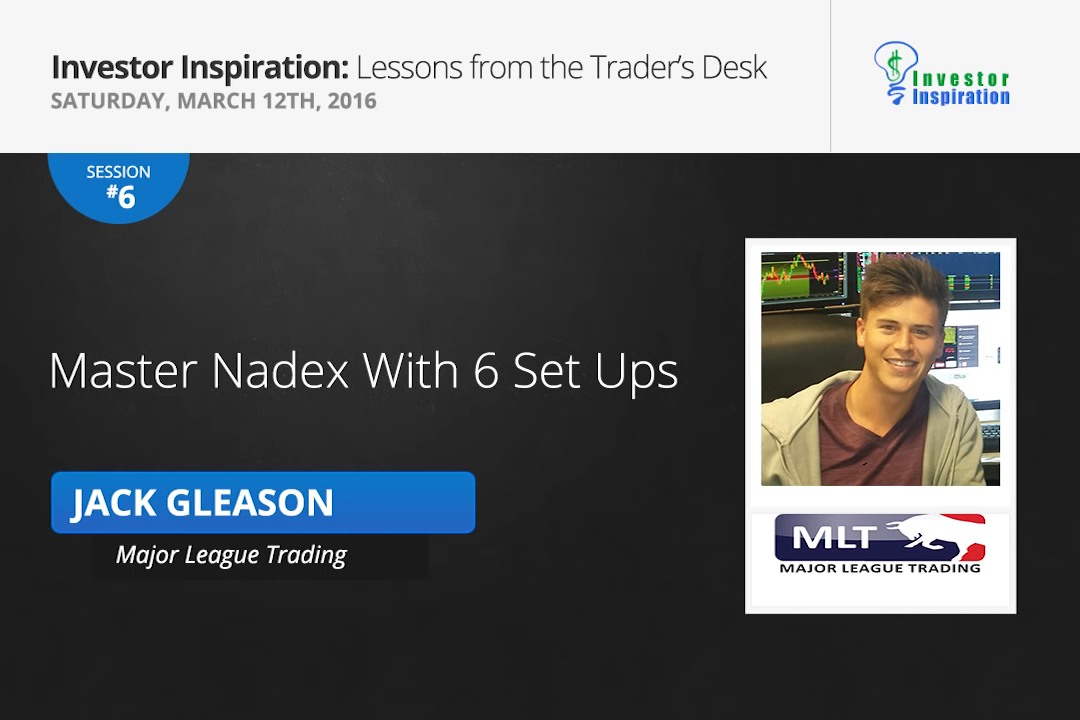 Investor Inspiration: Lessons from the Trader's Desk
SATURDAY, MARCH 12TH, 2016
Investor
Inspiration
SESSION
#6
Master Nadex With 6 Set Ups
JACK GLEASON
Major League Trading
MLT
MAJOR LEAGUE TRADING